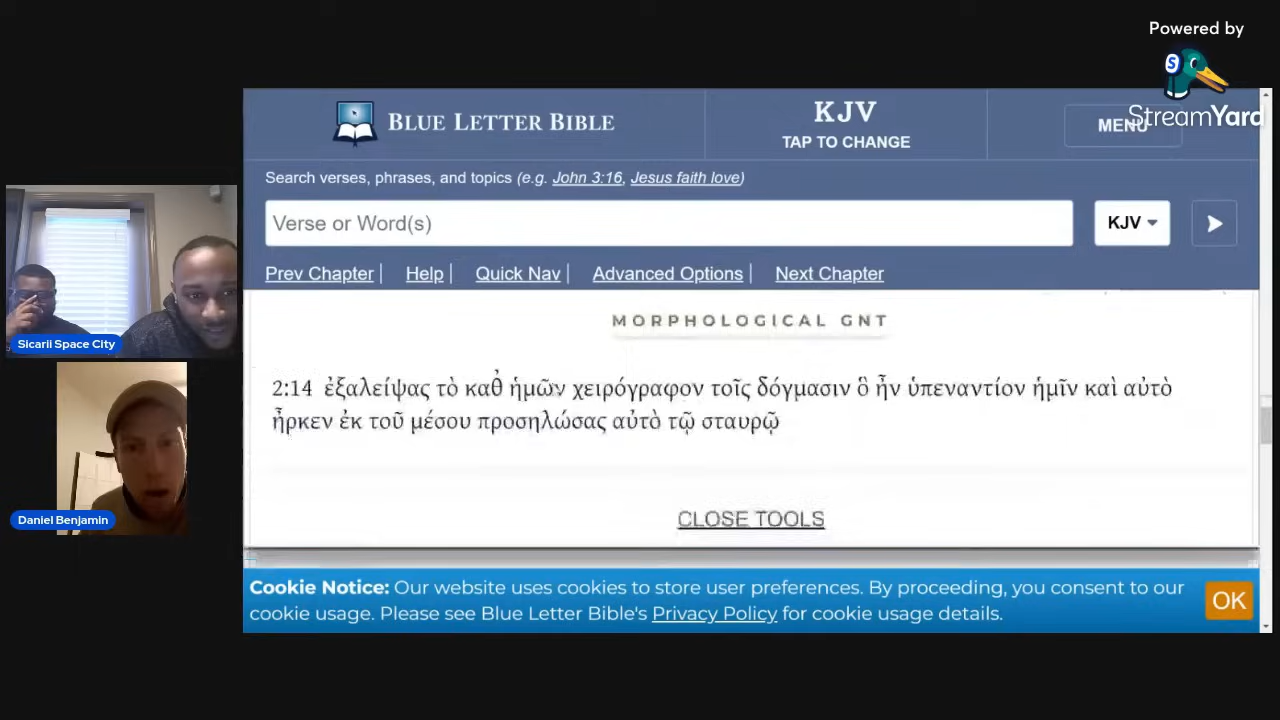 Powered by
StreamYard
BLUE LETTER BIBLE
KJV
TAP TO CHANGE
MENU
Search verses, phrases, and topics (e.g. John 3:16, Jesus faith love)
Verse or Word(s)
KJV
Prev Chapter | Help | Quick Nav | Advanced Options | Next Chapter
MORPHOLOGICAL GNT
2:14 ἐξαλείψας τὸ καθ᾽ ἡμῶν χειρόγραφον τοῖς δόγμασιν ὃ ἦν ὑπεναντίον ἡμῖν καὶ αὐτὸ
ἦρκεν ἐκ τοῦ μέσου προσηλώσας αὐτὸ τῷ σταυρῷ
CLOSE TOOLS
Cookie Notice: Our website uses cookies to store user preferences. By proceeding, you consent to our
cookie usage. Please see Blue Letter Bible's Privacy Policy for cookie usage details.
OK
Sicarii Space City
Daniel Benjamin